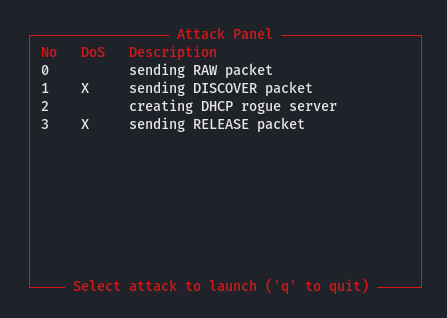 Attack Panel
No DoS Description
0 sending RAW packet
1 X sending DISCOVER packet
2 creating DHCP rogue server
3 X sending RELEASE packet
Select attack to launch ('q' to quit)